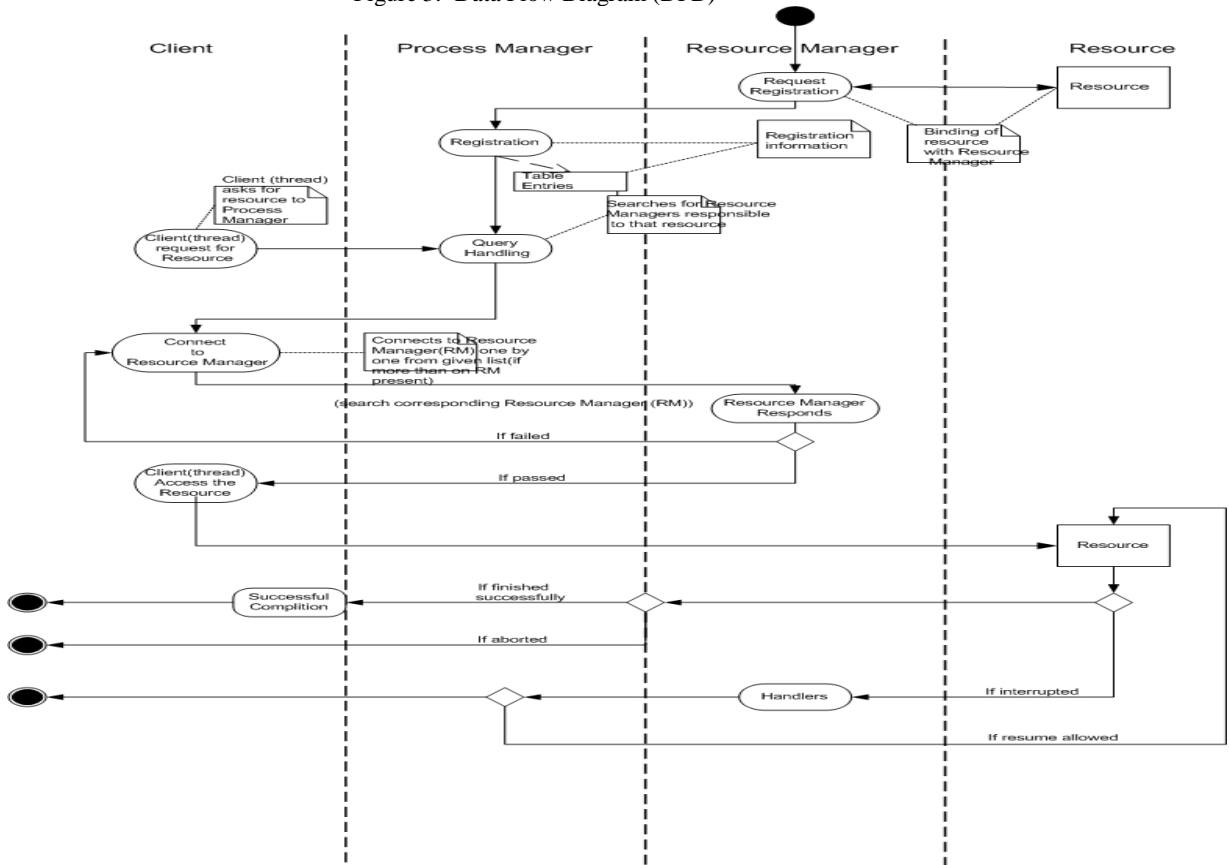 Client
Process Manager
Resource Manager
Resource
Request
Registration
Resource
Registration
Registration
information
Binding of
resource
with Resource
Manager
Table
Entries
Client (thread)
asks for
resource to
Process
Manager
Searches for Resource
Managers responsible
to that resource
Client(thread)
request for
Resource
Query
Handling
Connect
to
Resource Manager
Connects to Resource
Manager(RM) one by
one from given list(if
more than on RM
present)
(search corresponding Resource Manager (RM))
Resource Manager
Responds
If failed
Client(thread)
Access the
Resource
If passed
Resource
Successful
Complition
If finished
successfully
If aborted
Handlers
If interrupted
If resume allowed